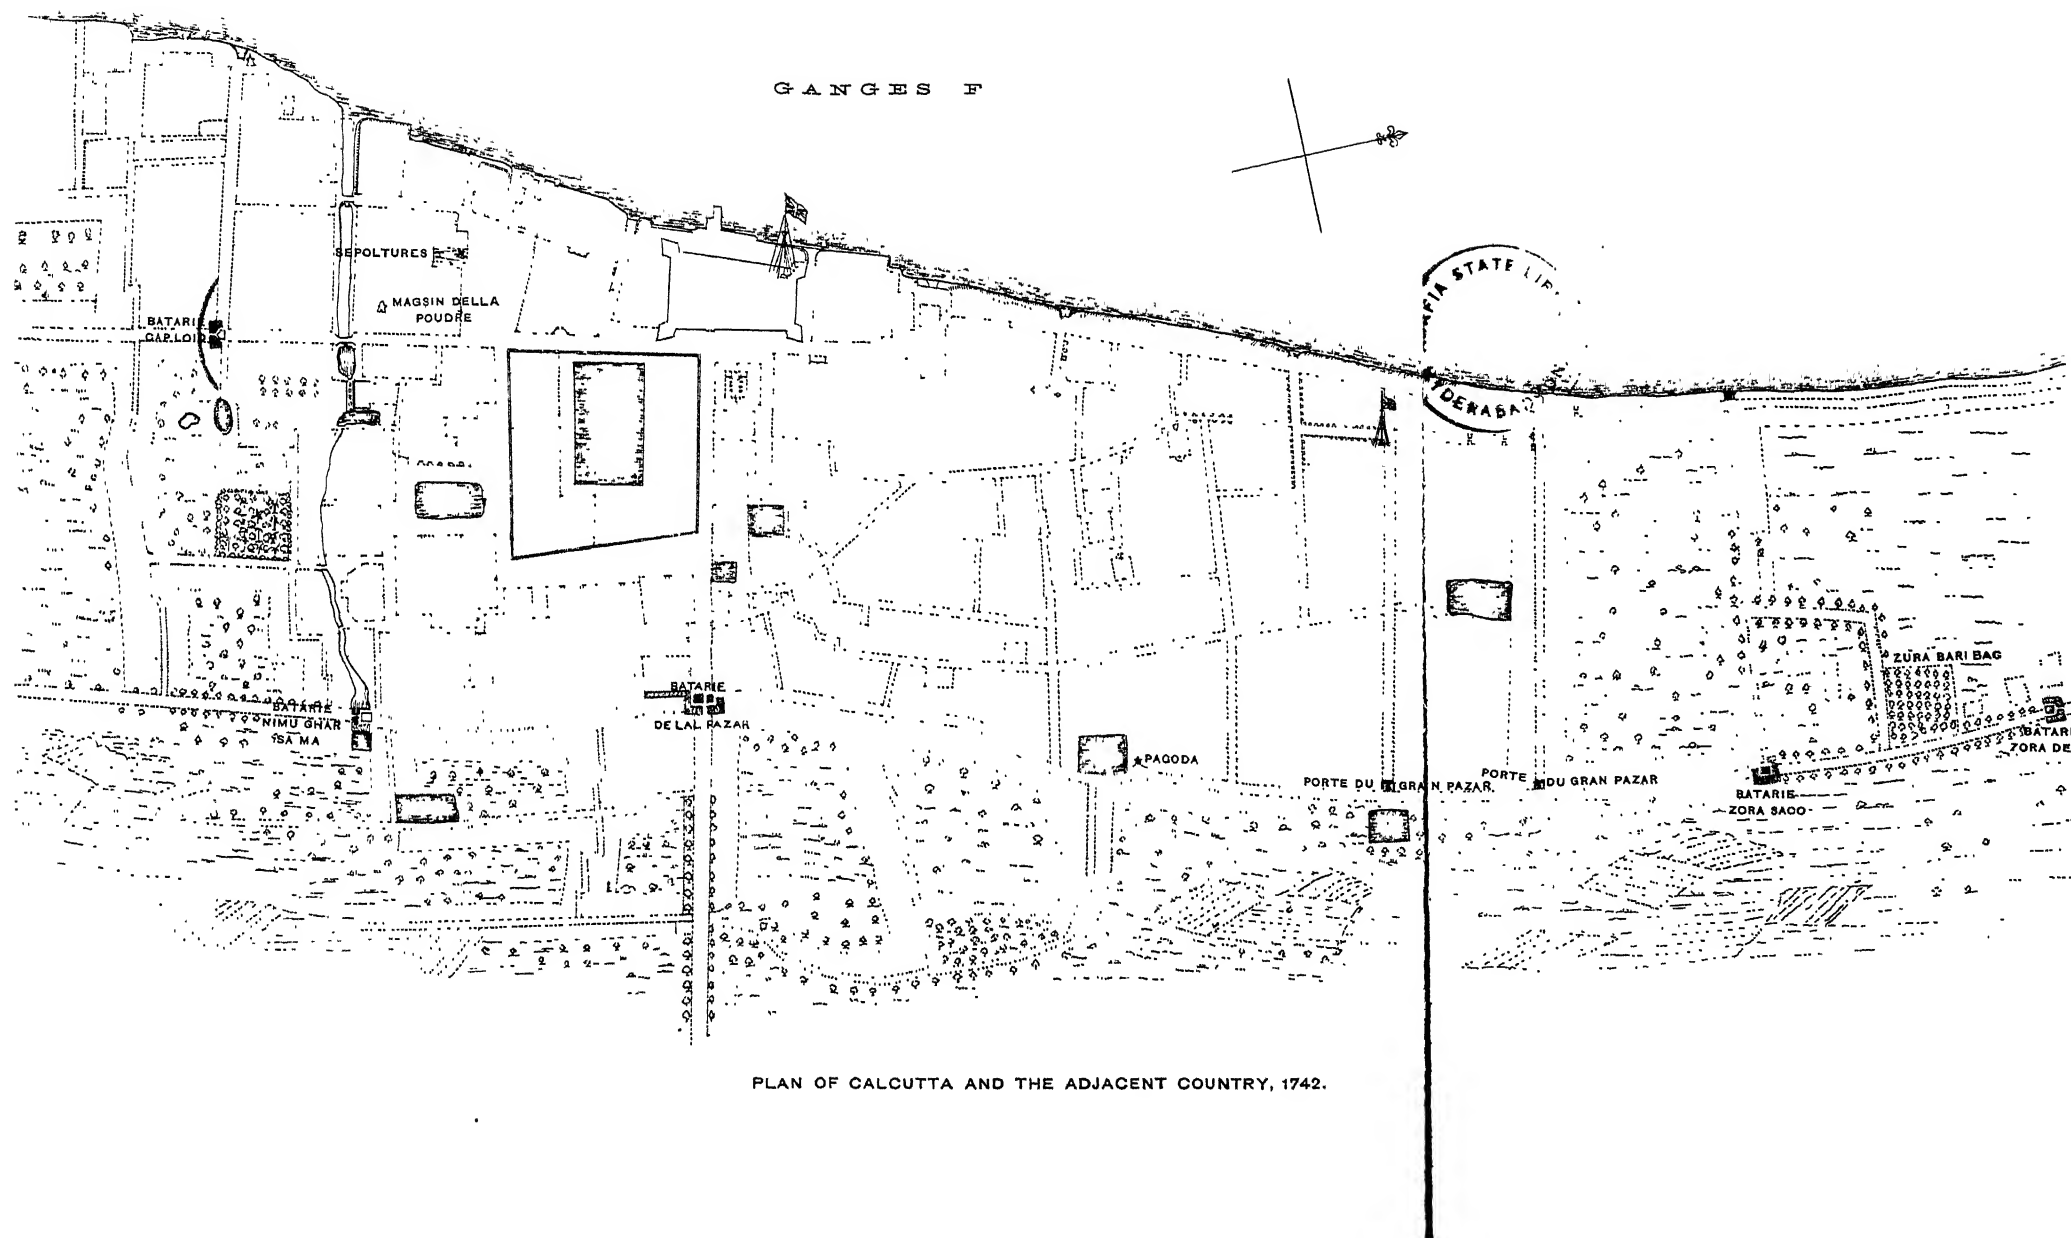 GANGES F
STATE
SEPOLTURES
MAGSIN DELLA
POUDRE
BATARIE
DERABA
ZURA BARI BAG
BATARIE
NIMU GHAR
SA MA
BATARIE
DE LAL PAZAR
PAGODA
PORTE DU GRAN PAZAR.
PORTE DU GRAN PAZAR
BATARIE
ZORA SACO
BATARI
ZORA DE
PLAN OF CALCUTTA AND THE ADJACENT COUNTRY, 1742.